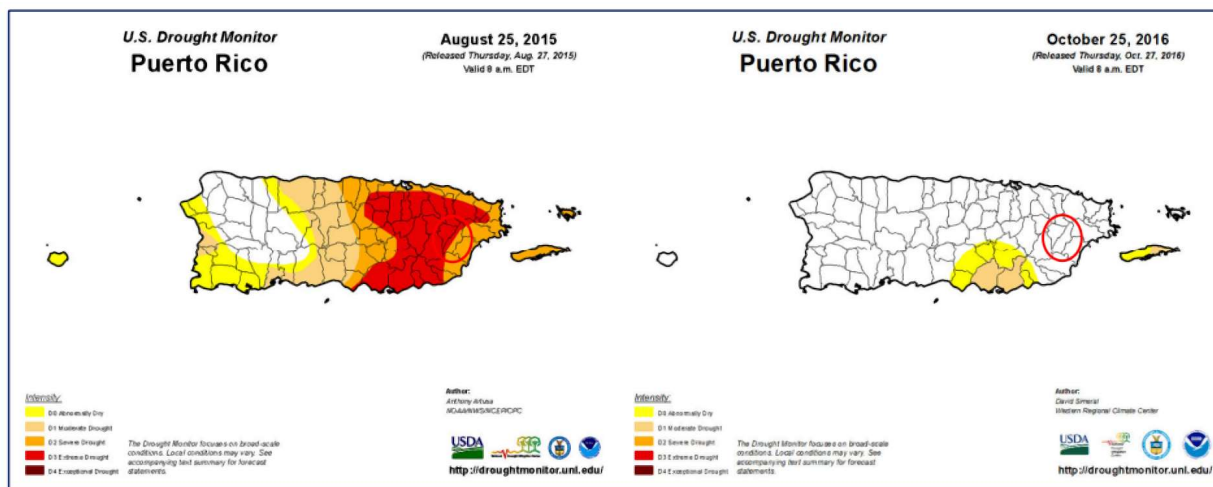 U.S. Drought Monitor
Puerto Rico
August 25, 2015
(Released Thursday, Aug. 27, 2015)
Valid 8 a.m. EDT
Intensity:
D0 Abnormally Dry
D1 Moderate Drought
D2 Severe Drought
D3 Extreme Drought
D4 Exceptional Drought
The Drought Monitor focuses on broad-scale
conditions. Local conditions may vary. See
accompanying text summary for forecast
statements.
Author:
Anthony Artusa
NOAA/NWS/NCEP/CPC
USDA
http://droughtmonitor.unl.edu/
U.S. Drought Monitor
Puerto Rico
October 25, 2016
(Released Thursday, Oct. 27, 2016)
Valid 8 a.m. EDT
Intensity:
D0 Abnormally Dry
D1 Moderate Drought
D2 Severe Drought
D3 Extreme Drought
D4 Exceptional Drought
The Drought Monitor focuses on broad-scale
conditions. Local conditions may vary. See
accompanying text summary for forecast
statements.
Author:
David Simeral
Western Regional Climate Center
USDA
http://droughtmonitor.unl.edu/